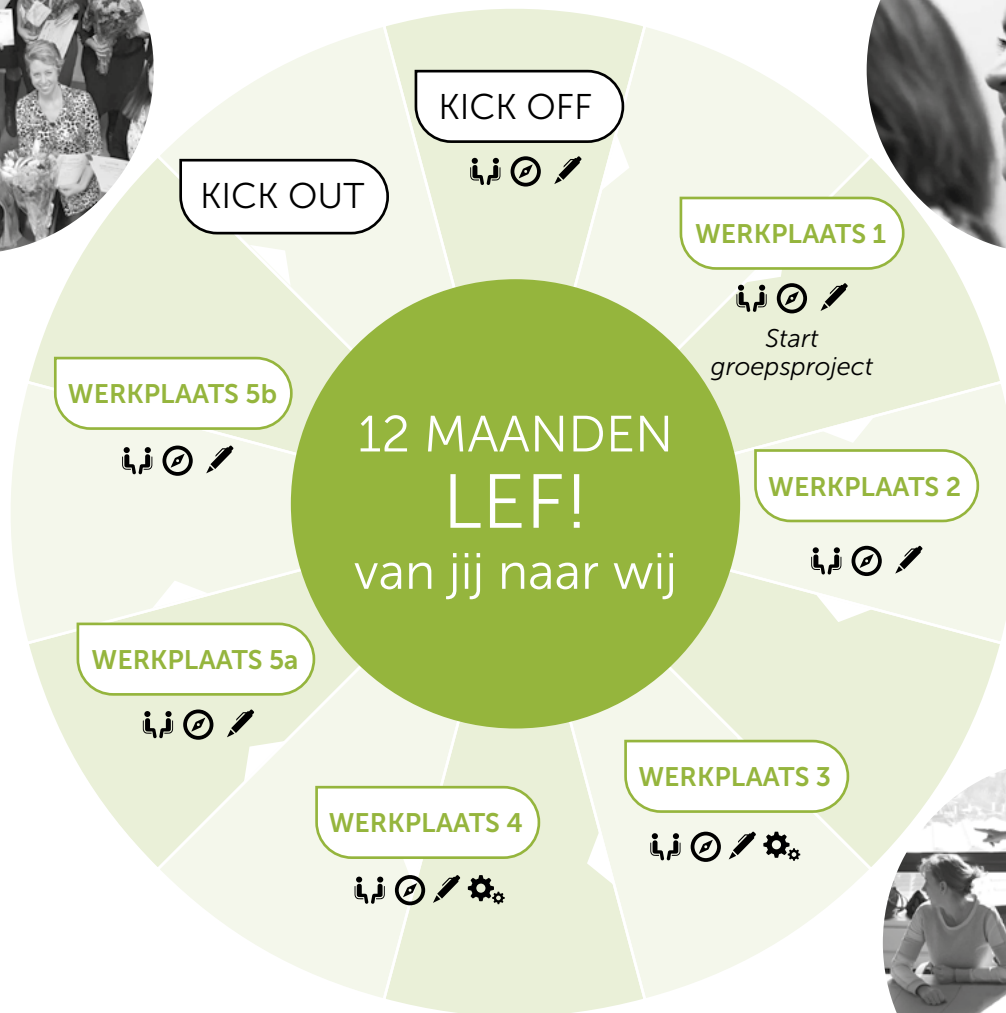 KICK OFF
WERKPLAATS 1
Start
groepsproject
WERKPLAATS 2
WERKPLAATS 3
WERKPLAATS 4
WERKPLAATS 5a
WERKPLAATS 5b
KICK OUT
12 MAANDEN
LEF!
van jij naar wij